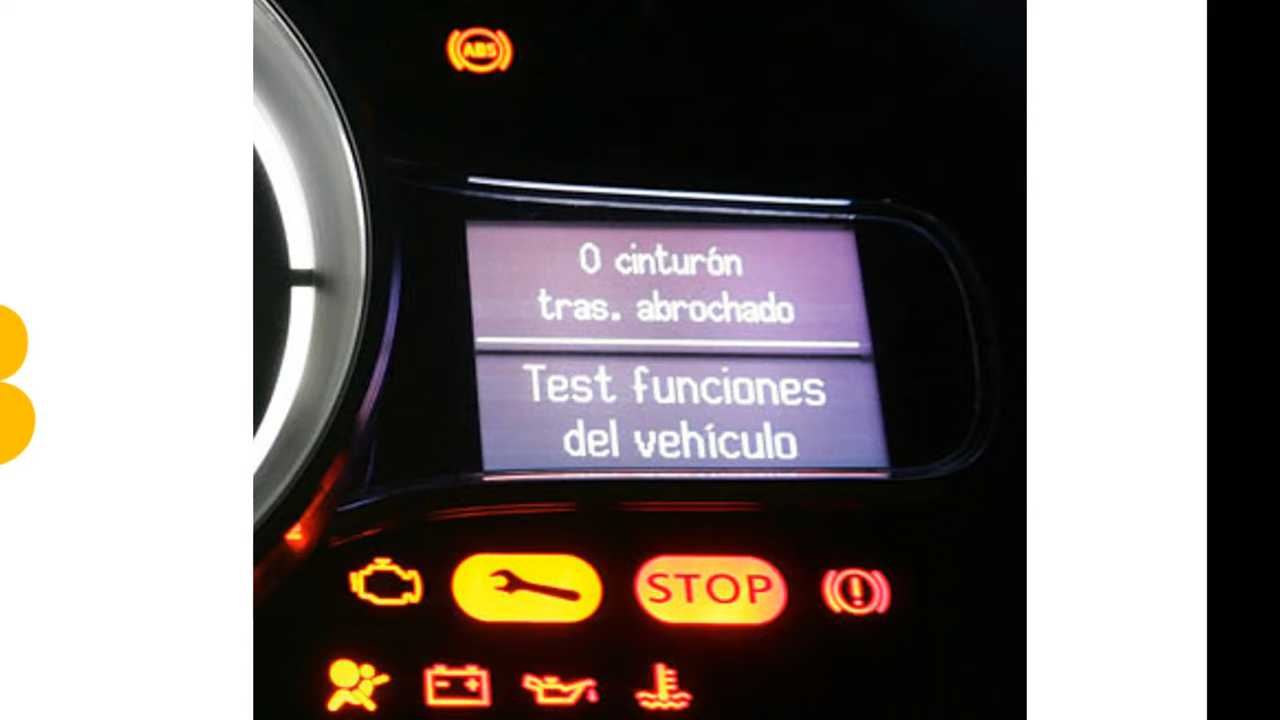 ABS
0 cinturón
tras. abrochado
Test funciones
del vehículo
STOP